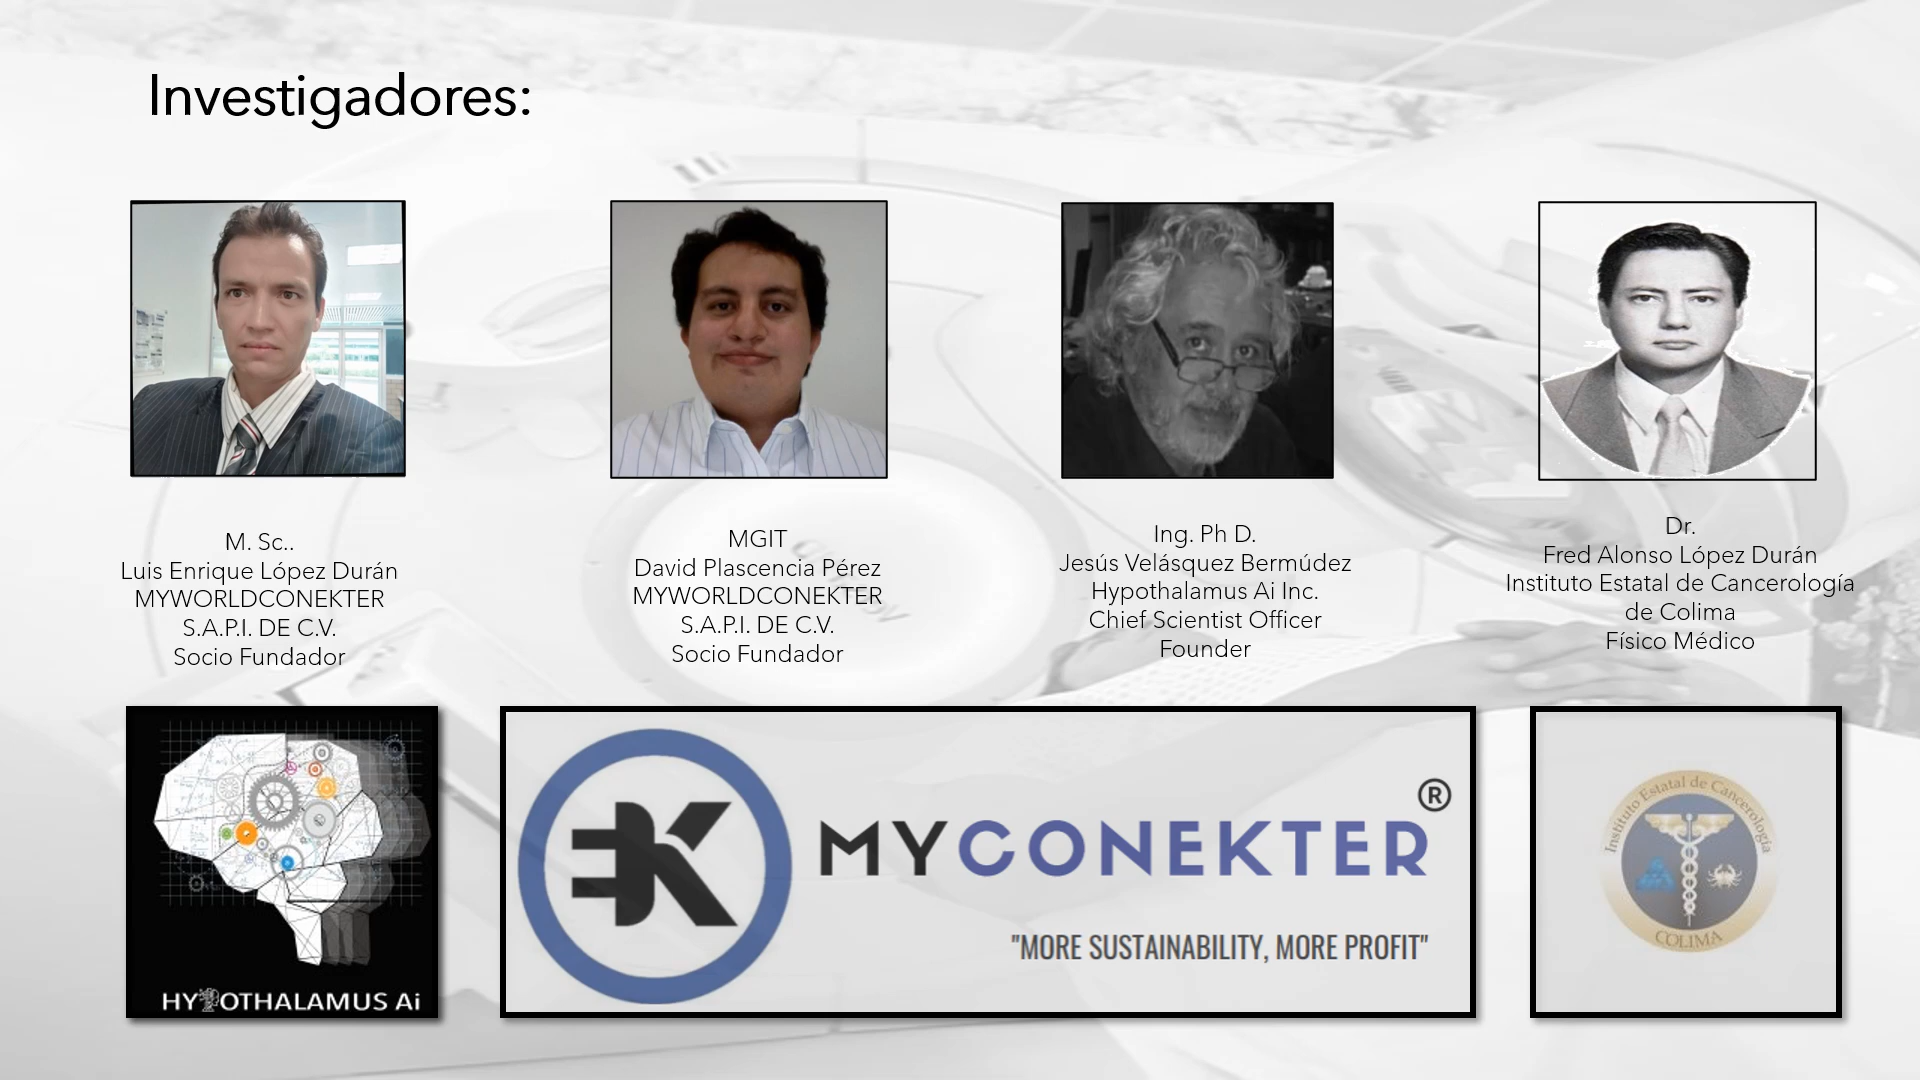 Investigadores:
M. Sc..
Luis Enrique López Durán
MYWORLDCONEKTER
S.A.P.I. DE C.V.
Socio Fundador
MGIT
David Plascencia Pérez
MYWORLDCONEKTER
S.A.P.I. DE C.V.
Socio Fundador
Ing. Ph D.
Jesús Velásquez Bermúdez
Hypothalamus Ai Inc.
Chief Scientist Officer
Founder
Dr.
Fred Alonso López Durán
Instituto Estatal de Cancerología
de Colima
Físico Médico
HYPOTHALAMUS Ai
MYCONEKTER®
"MORE SUSTAINABILITY, MORE PROFIT"
Instituto Estatal de Cancerología
COLIMA